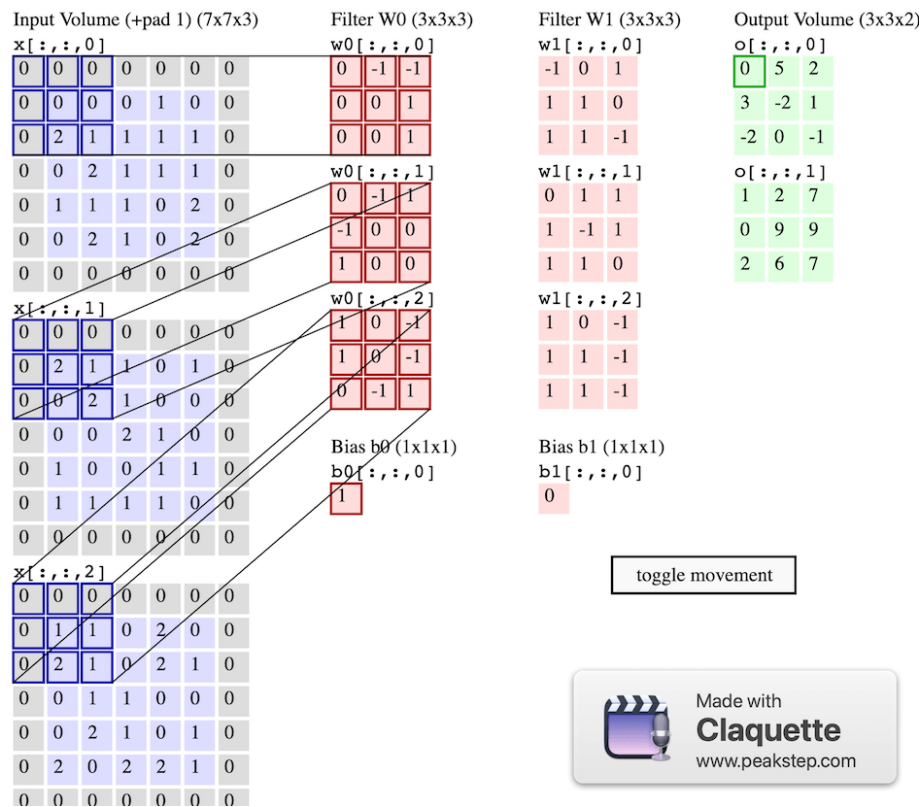 Input Volume (+pad 1) (7x7x3)
x[:,:,0]
0 0 0 0 0 0 0
0 0 0 0 1 0 0
0 2 1 1 1 1 0
0 0 2 1 1 1 0
0 1 1 1 0 2 0
0 0 2 1 0 2 0
0 0 0 0 0 0 0
x[:,:,1]
0 0 0 0 0 0 0
0 2 1 1 0 1 0
0 0 2 1 0 0 0
0 0 0 2 1 0 0
0 1 0 0 1 1 0
0 1 1 1 1 0 0
0 0 0 0 0 0 0
x[:,:,2]
0 0 0 0 0 0 0
0 1 1 0 2 0 0
0 2 1 0 2 1 0
0 0 1 1 0 0 0
0 0 2 1 0 1 0
0 2 0 2 2 1 0
0 0 0 0 0 0 0
Filter W0 (3x3x3)
w0[:,:,0]
0 -1 -1
0 0 1
0 0 1
w0[:,:,1]
0 -1 1
-1 0 0
1 0 0
w0[:,:,2]
1 0 -1
1 0 -1
0 -1 1
Bias b0 (1x1x1)
b0[:,:,0]
1
Filter W1 (3x3x3)
w1[:,:,0]
-1 0 1
1 1 0
1 1 -1
w1[:,:,1]
0 1 1
1 -1 1
1 1 0
w1[:,:,2]
1 0 -1
1 1 -1
1 1 -1
Bias b1 (1x1x1)
b1[:,:,0]
0
Output Volume (3x3x2)
o[:,:,0]
0 5 2
3 -2 1
-2 0 -1
o[:,:,1]
1 2 7
0 9 9
2 6 7
toggle movement
Made with
Claquette
www.peakstep.com